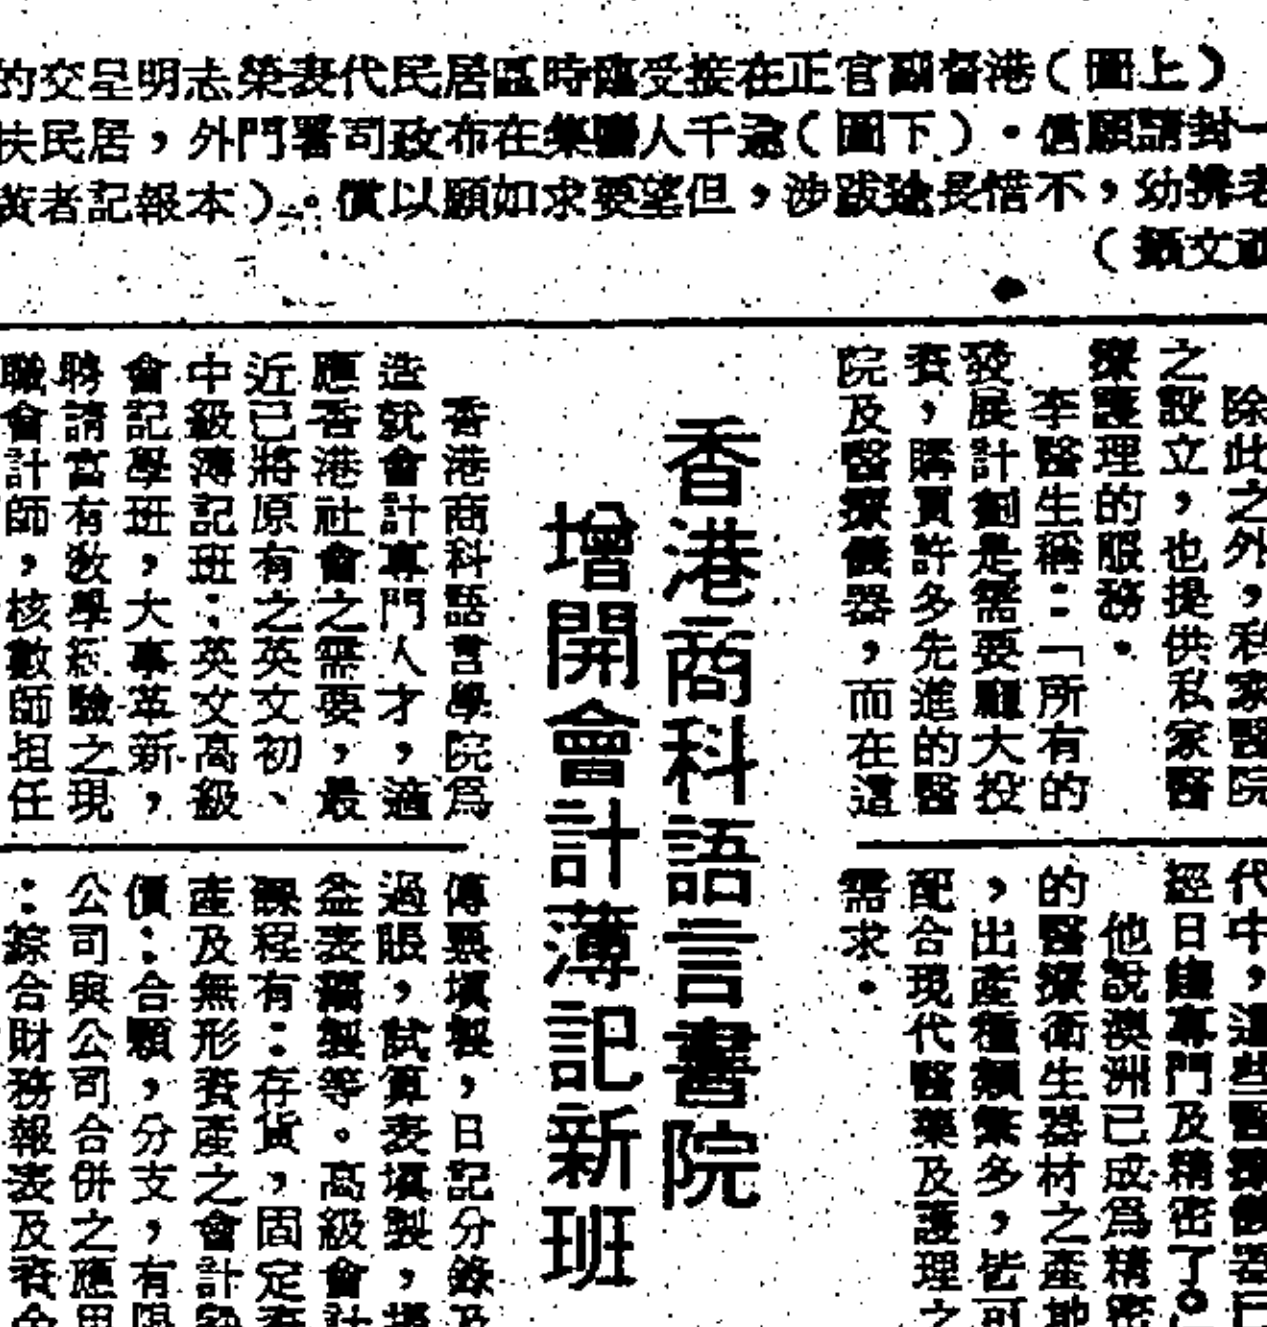 （上圖）港督副官正在接受臨時區居民代表榮志明呈交的
一封請願信。（下圖）逾千人羣集在布政司署門外，居民扶
老攜幼，不惜長途跋涉，但望要求如願以償。（本報記者黃
文攝）
除此之外，私家醫院
之設立，也提供私家醫
療護理的服務。
李醫生稱：「所有的
發展計劃是需要龐大投
資，購買許多先進的醫
院及醫療儀器，而在這
代中，這些醫療儀器已
經日趨專門及精密了。」
他說澳洲已成爲精密
的醫療衛生器材之產地
，出產種類繁多，皆可
配合現代醫藥及護理之
需求。
香港商科語言書院
增開會計薄記新班
香港商科語言學院爲
造就會計專門人才，適
應香港社會之需要，最
近已將原有之英文初、
中級簿記班；英文高級
會記學班，大事革新，
聘請富有教學經驗之現
職會計師，核數師担任
傳票填製，日記分錄及
過賬，試算表填製，損
益表編製等。高級會計
課程有：存貨，固定資
產及無形資產之會計
價：合顧，分支，有限
公司與公司合併之應用
：綜合財務報表及資金